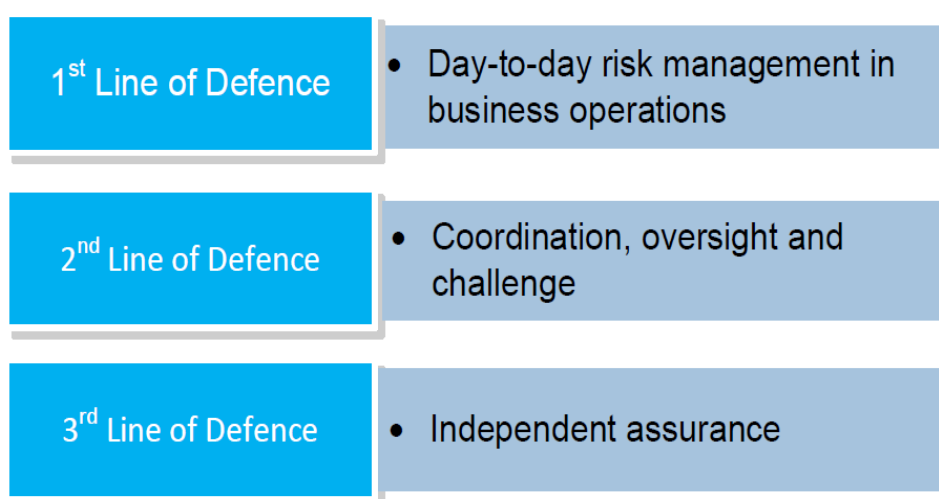 1st Line of Defence
• Day-to-day risk management in
business operations
2nd Line of Defence
• Coordination, oversight and
challenge
3rd Line of Defence
• Independent assurance